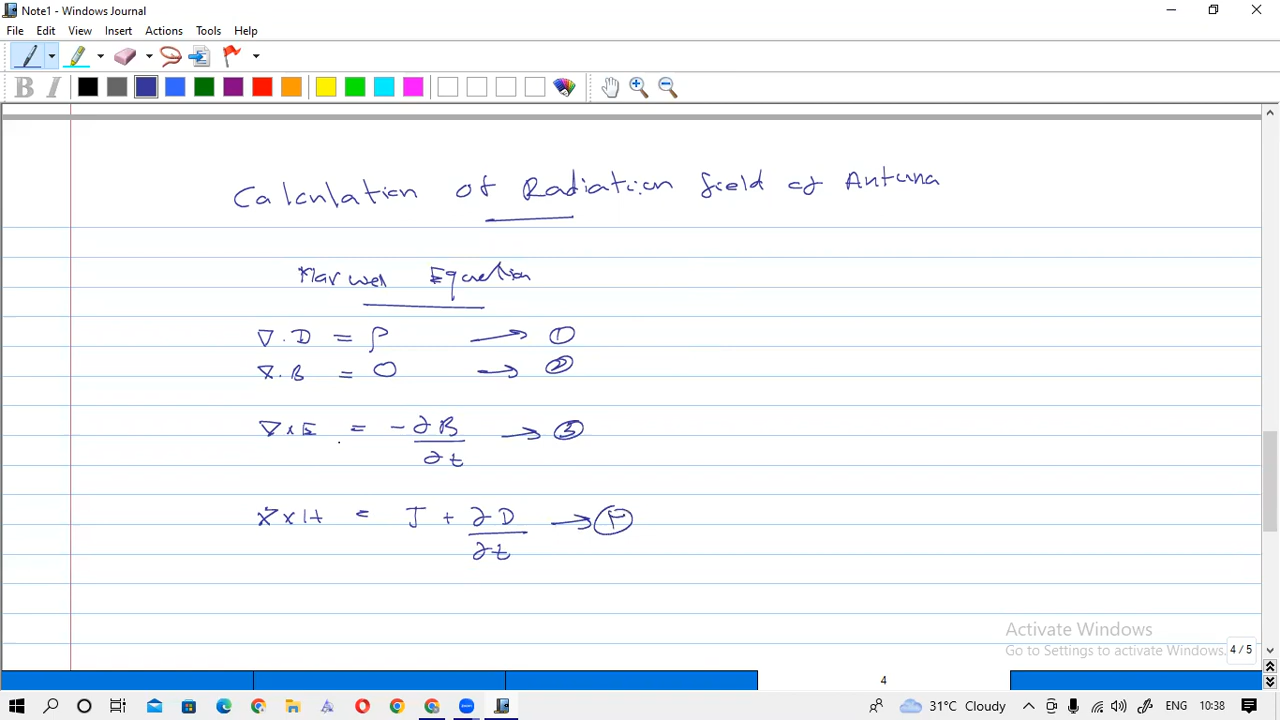 Note1 - Windows Journal
File Edit View Insert Actions Tools Help
B I
Calculation of Radiation field of Antenna
Maxwell Equation
∇.D = ρ → ①
∇.B = 0 → ②
∇×E = -∂B/∂t → ③
∇×H = J + ∂D/∂t → ④
Activate Windows
Go to Settings to activate Windows.
4 / 5
4
31°C Cloudy ENG 10:38